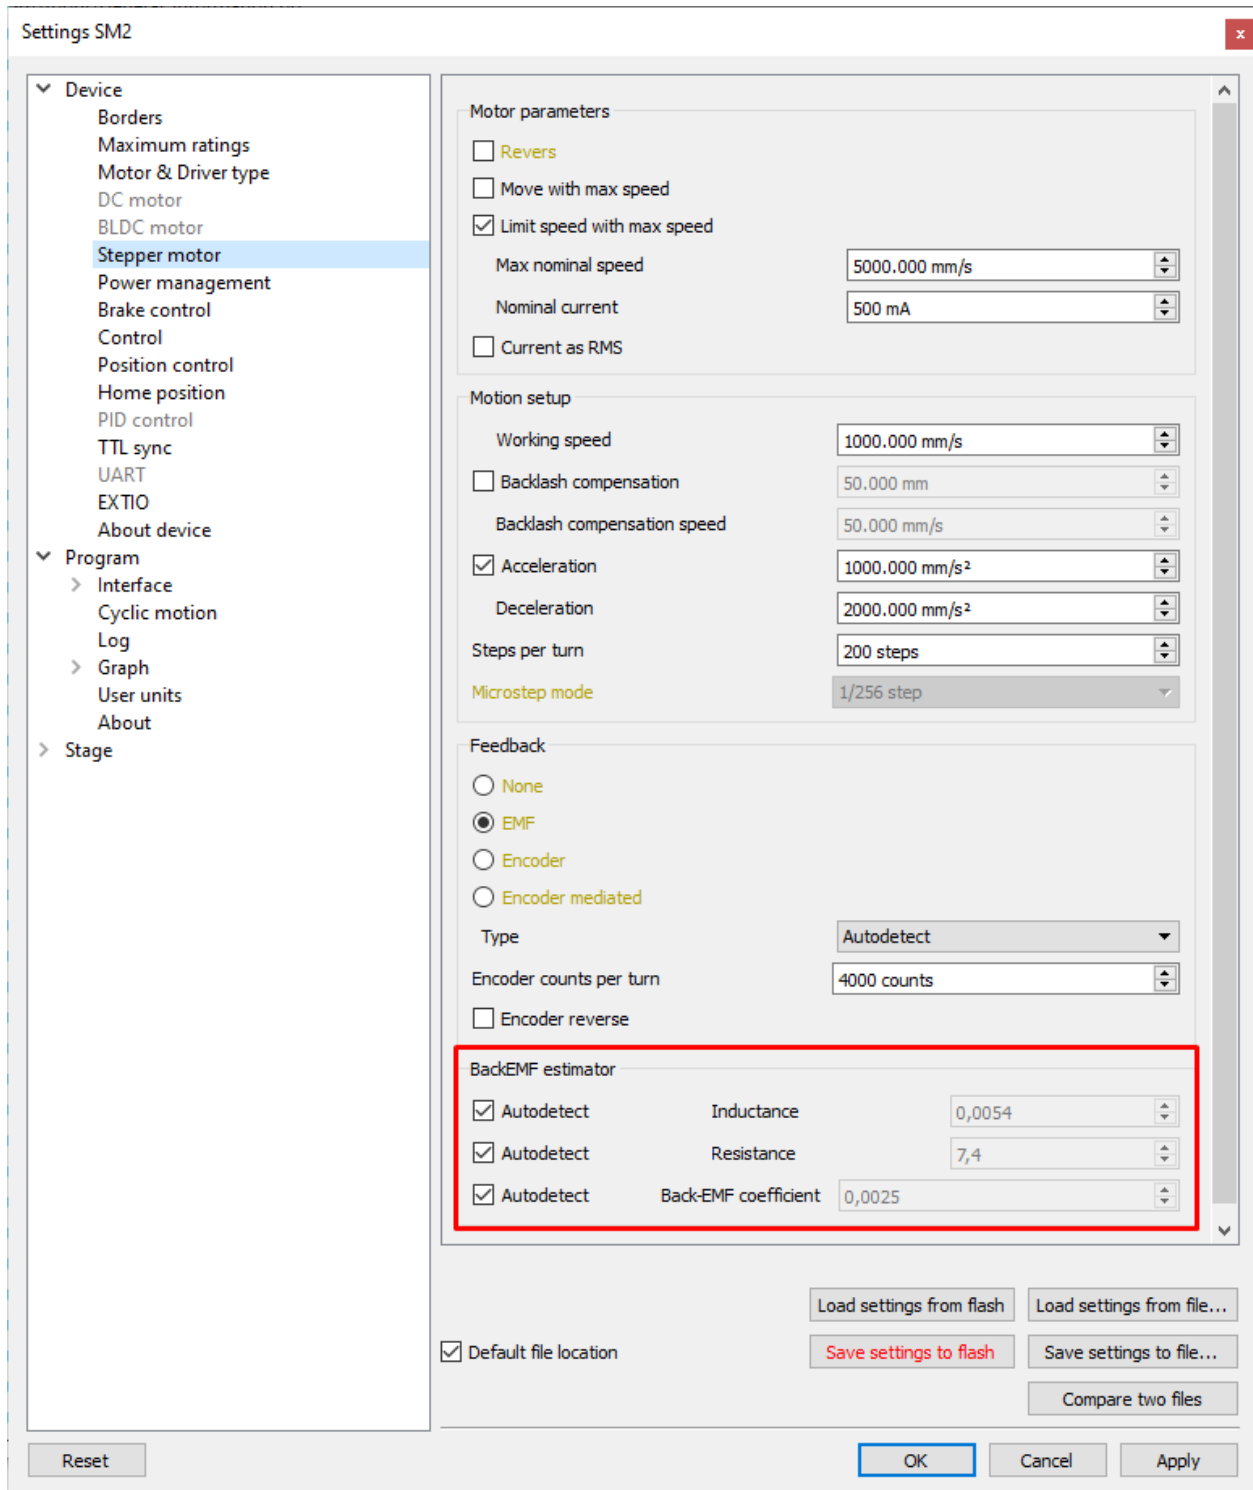 Settings SM2
x
Device
Borders
Maximum ratings
Motor & Driver type
DC motor
BLDC motor
Stepper motor
Power management
Brake control
Control
Position control
Home position
PID control
TTL sync
UART
EXTIO
About device
Program
Interface
Cyclic motion
Log
Graph
User units
About
Stage
Motor parameters
Revers
Move with max speed
Limit speed with max speed
Max nominal speed 5000.000 mm/s
Nominal current 500 mA
Current as RMS
Motion setup
Working speed 1000.000 mm/s
Backlash compensation 50.000 mm
Backlash compensation speed 50.000 mm/s
Acceleration 1000.000 mm/s²
Deceleration 2000.000 mm/s²
Steps per turn 200 steps
Microstep mode 1/256 step
Feedback
None
EMF
Encoder
Encoder mediated
Type Autodetect
Encoder counts per turn 4000 counts
Encoder reverse
BackEMF estimator
Autodetect Inductance 0,0054
Autodetect Resistance 7,4
Autodetect Back-EMF coefficient 0,0025
Load settings from flash Load settings from file...
Default file location Save settings to flash Save settings to file...
Compare two files
Reset OK Cancel Apply